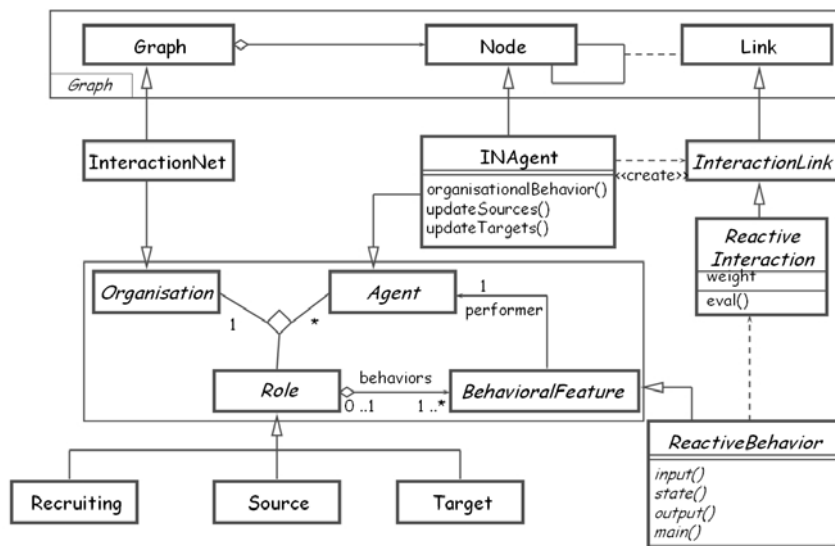 Graph
Node
Link
Graph
InteractionNet
INAgent
organisationalBehavior()
updateSources()
updateTargets()
<<create>>
InteractionLink
Reactive
Interaction
weight
eval()
Organisation
Agent
1
performer
1
*
Role
behaviors
0 ..1
1 ..*
BehavioralFeature
ReactiveBehavior
input()
state()
output()
main()
Recruiting
Source
Target